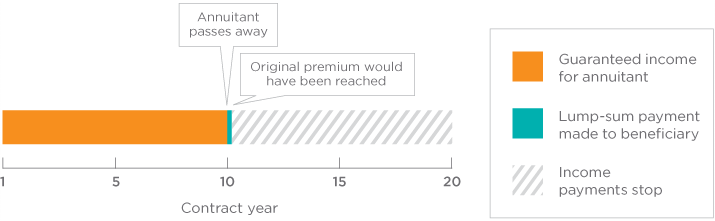 Annuitant
passes away
Original premium would
have been reached
1
5
10
15
20
Contract year
Guaranteed income
for annuitant
Lump-sum payment
made to beneficiary
Income
payments stop